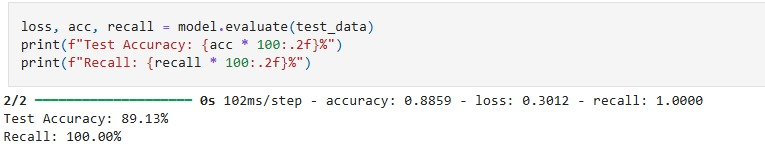 loss, acc, recall = model.evaluate(test_data)
print(f"Test Accuracy: {acc * 100:.2f}%")
print(f"Recall: {recall * 100:.2f}%")
2/2 ━━━━━━━━━━━━━━━━━━━━ 0s 102ms/step - accuracy: 0.8859 - loss: 0.3012 - recall: 1.0000
Test Accuracy: 89.13%
Recall: 100.00%